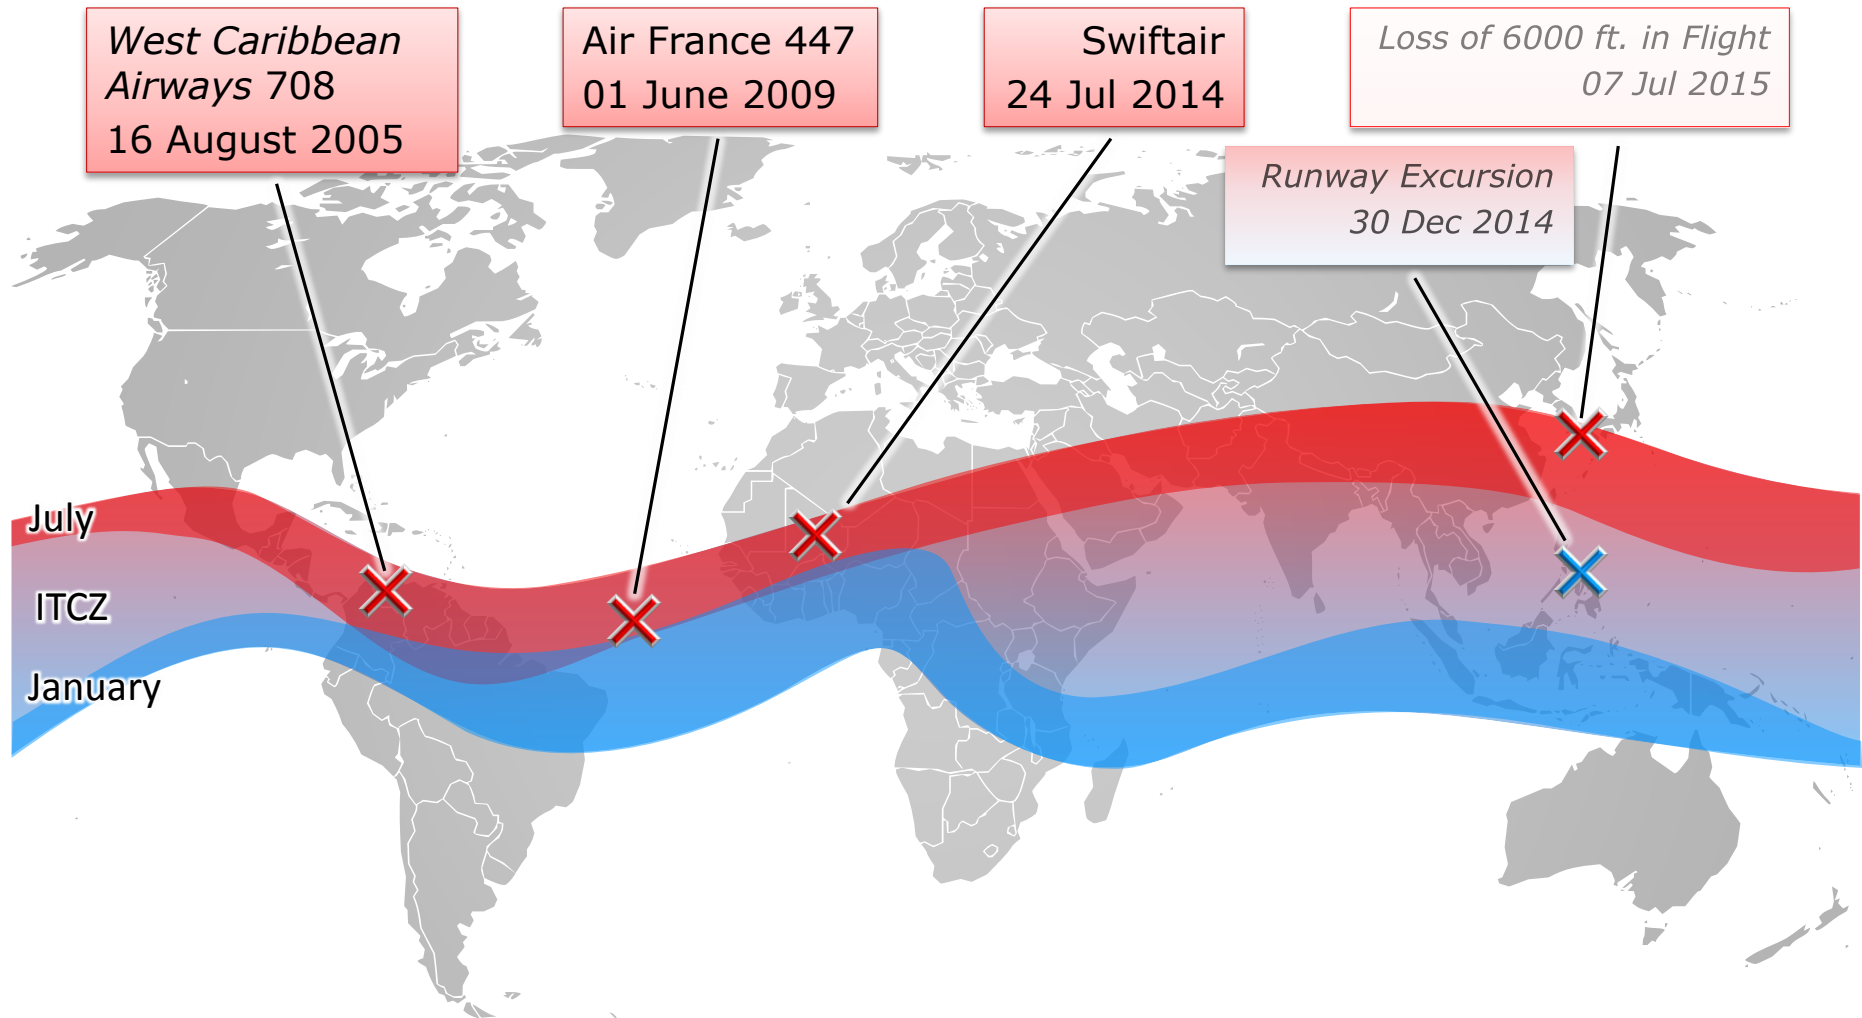 West Caribbean
Airways 708
16 August 2005
Air France 447
01 June 2009
Swiftair
24 Jul 2014
Loss of 6000 ft. in Flight
07 Jul 2015
Runway Excursion
30 Dec 2014
July
ITCZ
January